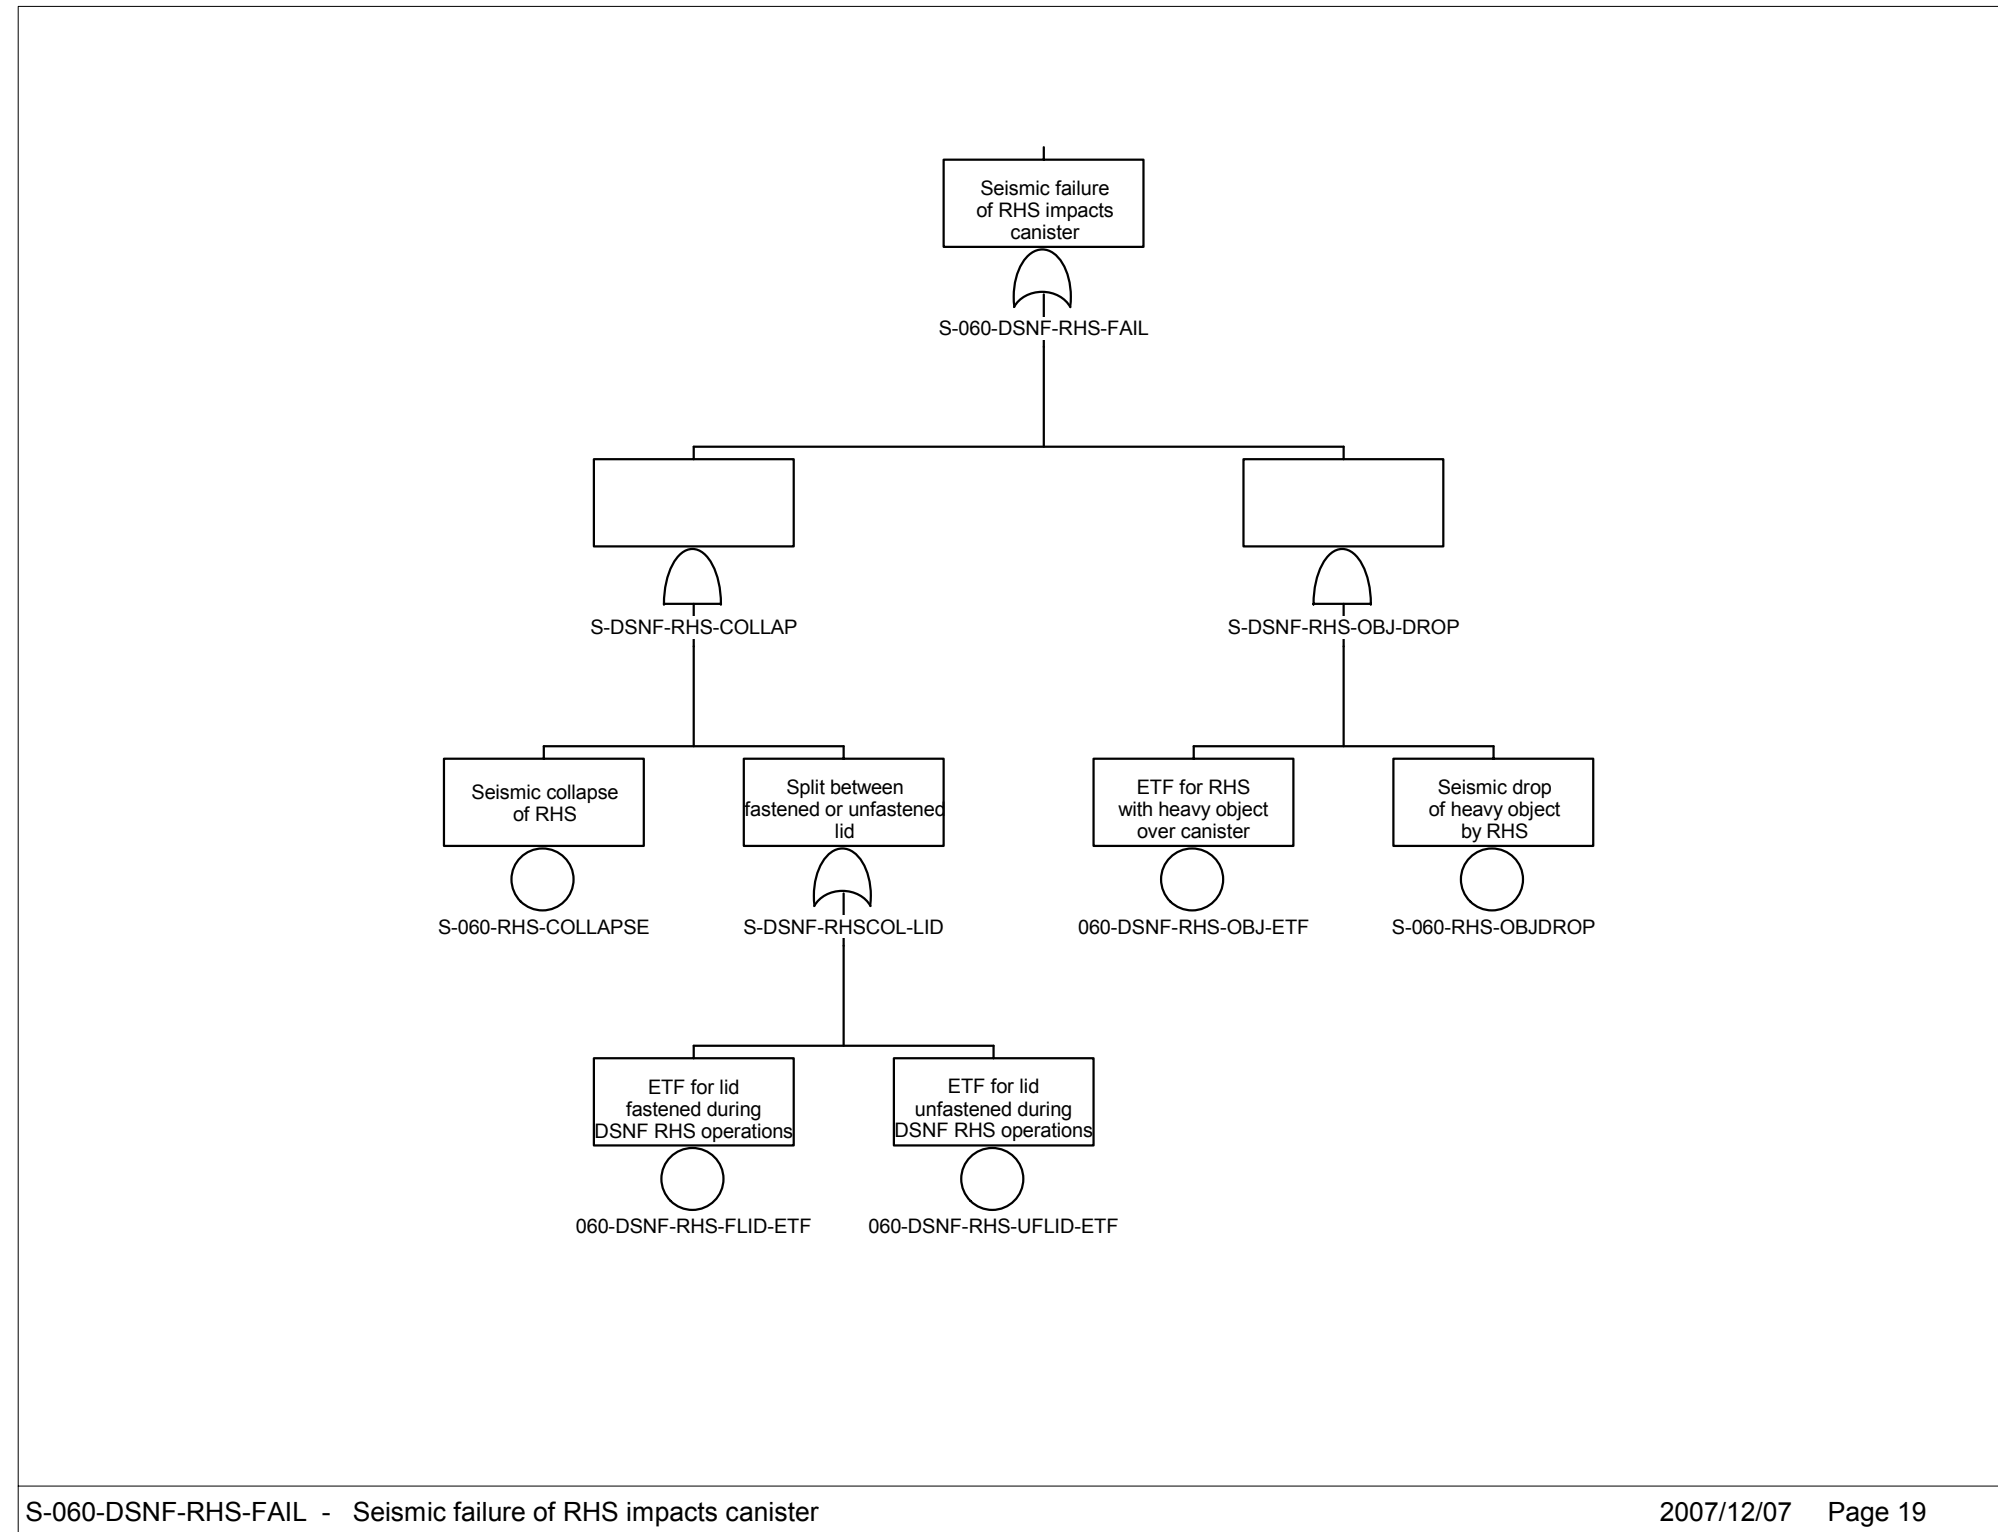 Seismic failure
of RHS impacts
canister
S-060-DSNF-RHS-FAIL
S-DSNF-RHS-COLLAP
S-DSNF-RHS-OBJ-DROP
Seismic collapse
of RHS
S-060-RHS-COLLAPSE
Split between
fastened or unfastened
lid
S-DSNF-RHSCOL-LID
ETF for RHS
with heavy object
over canister
060-DSNF-RHS-OBJ-ETF
Seismic drop
of heavy object
by RHS
S-060-RHS-OBJDROP
ETF for lid
fastened during
DSNF RHS operations
060-DSNF-RHS-FLID-ETF
ETF for lid
unfastened during
DSNF RHS operations
060-DSNF-RHS-UFLID-ETF
S-060-DSNF-RHS-FAIL - Seismic failure of RHS impacts canister
2007/12/07 Page 19